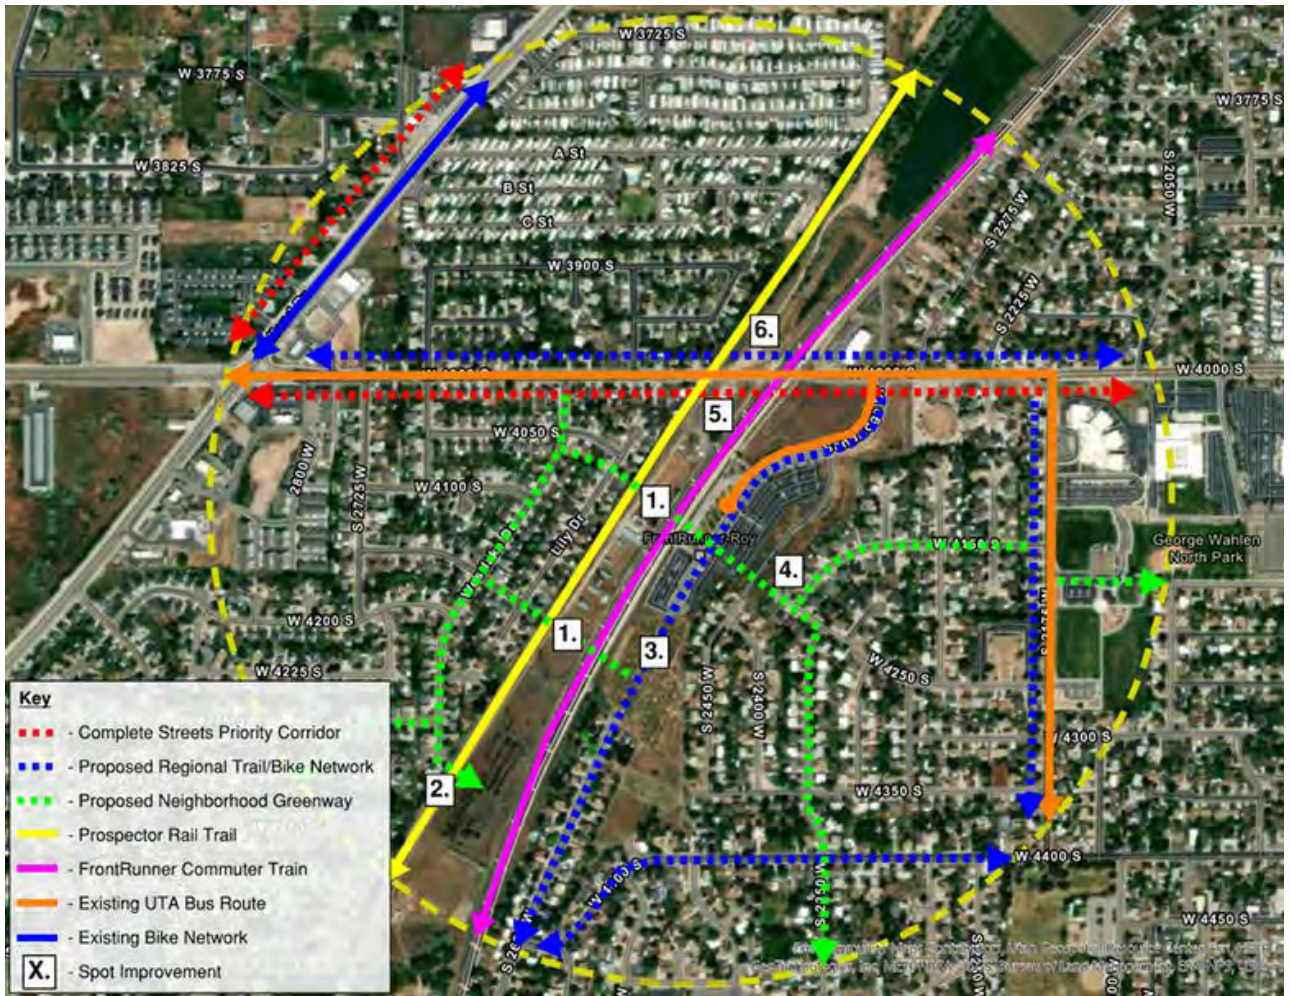 W 3725 S
W 3775 S
W 3775 S
W 3825 S
A St
B St
C St
S 2050 W
S 2275 W
W 3900 S
S 2225 W
6.
W 4000 S
5.
W 4050 S
2800 W
S 2725 W
W 4100 S
1.
Lily Dr
FrontRunner-Roy
W 4150 S
George Wahlen
North Park
4.
W 4200 S
1.
3.
W 4225 S
W 4250 S
S 2450 W
S 2400 W
S 2175 W
W 4300 S
2.
W 4350 S
W 4400 S
W 4450 S
Key
- Complete Streets Priority Corridor
- Proposed Regional Trail/Bike Network
- Proposed Neighborhood Greenway
- Prospector Rail Trail
- FrontRunner Commuter Train
- Existing UTA Bus Route
- Existing Bike Network
X. - Spot Improvement